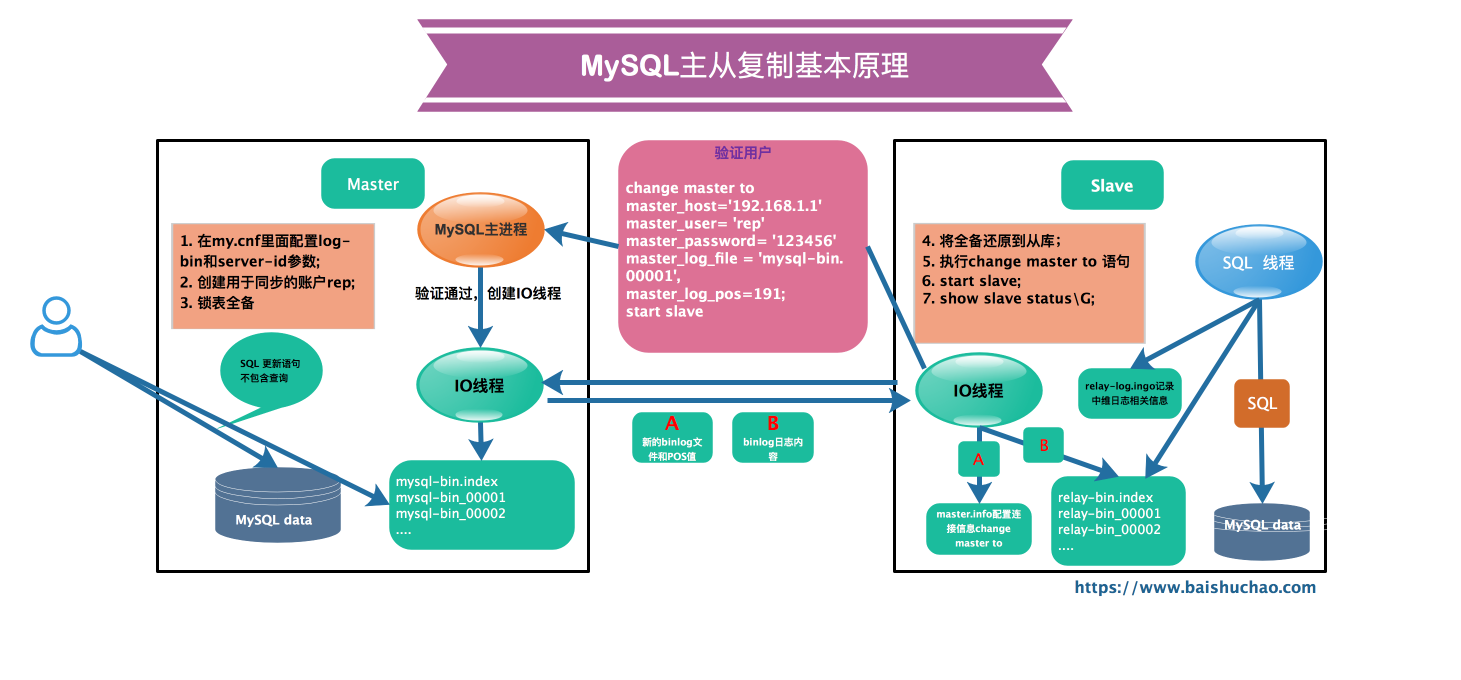 MySQL主从复制基本原理
Master
MySQL主进程
1. 在my.cnf里面配置log-
bin和server-id参数;
2. 创建用于同步的账户rep;
3. 锁表全备
验证通过，创建IO线程
SQL 更新语句
不包含查询
IO线程
MySQL data
mysql-bin.index
mysql-bin_00001
mysql-bin_00002
....
验证用户
change master to
master_host='192.168.1.1'
master_user= 'rep'
master_password= '123456'
master_log_file = 'mysql-bin.
00001',
master_log_pos=191;
start slave
A
新的binlog文
件和POS值
B
binlog日志内
容
Slave
4. 将全备还原到从库；
5. 执行change master to 语句
6. start slave;
7. show slave status\G;
SQL 线程
IO线程
relay-log.ingo记录
中维日志相关信息
SQL
A
B
master.info配置连
接信息change
master to
relay-bin.index
relay-bin_00001
relay-bin_00002
....
MySQL data
https://www.baishuchao.com